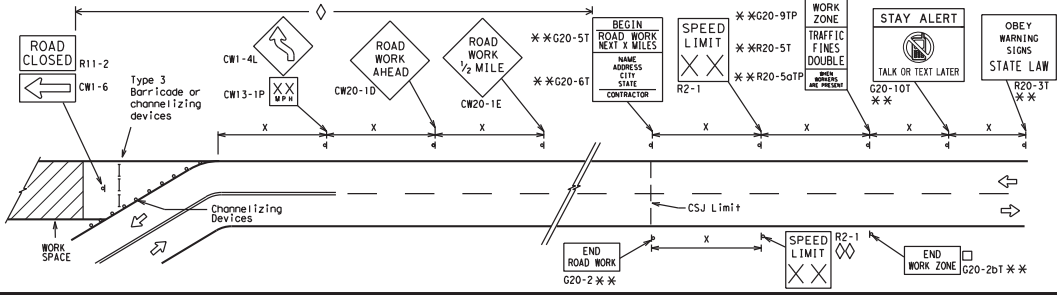 ROAD
CLOSED
R11-2
CW1-6
Type 3
Barricade or
channelizing
devices
CW1-4L
XX
MPH
CW13-1P
ROAD
WORK
AHEAD
CW20-1D
ROAD
WORK
1/2 MILE
CW20-1E
**G20-5T
**G20-6T
BEGIN
ROAD WORK
NEXT X MILES
NAME
ADDRESS
CITY
STATE
CONTRACTOR
SPEED
LIMIT
XX
R2-1
**G20-9TP
**R20-5T
**R20-5aTP
WORK
ZONE
TRAFFIC
FINES
DOUBLE
WHEN
WORKERS
ARE PRESENT
STAY ALERT
TALK OR TEXT LATER
G20-10T
**
OBEY
WARNING
SIGNS
STATE LAW
R20-3T
**
X
X
X
X
X
X
X
Channelizing
Devices
WORK
SPACE
CSJ Limit
END
ROAD WORK
G20-2 **
X
SPEED
LIMIT
XX
R2-1
END
WORK ZONE
G20-2bT **